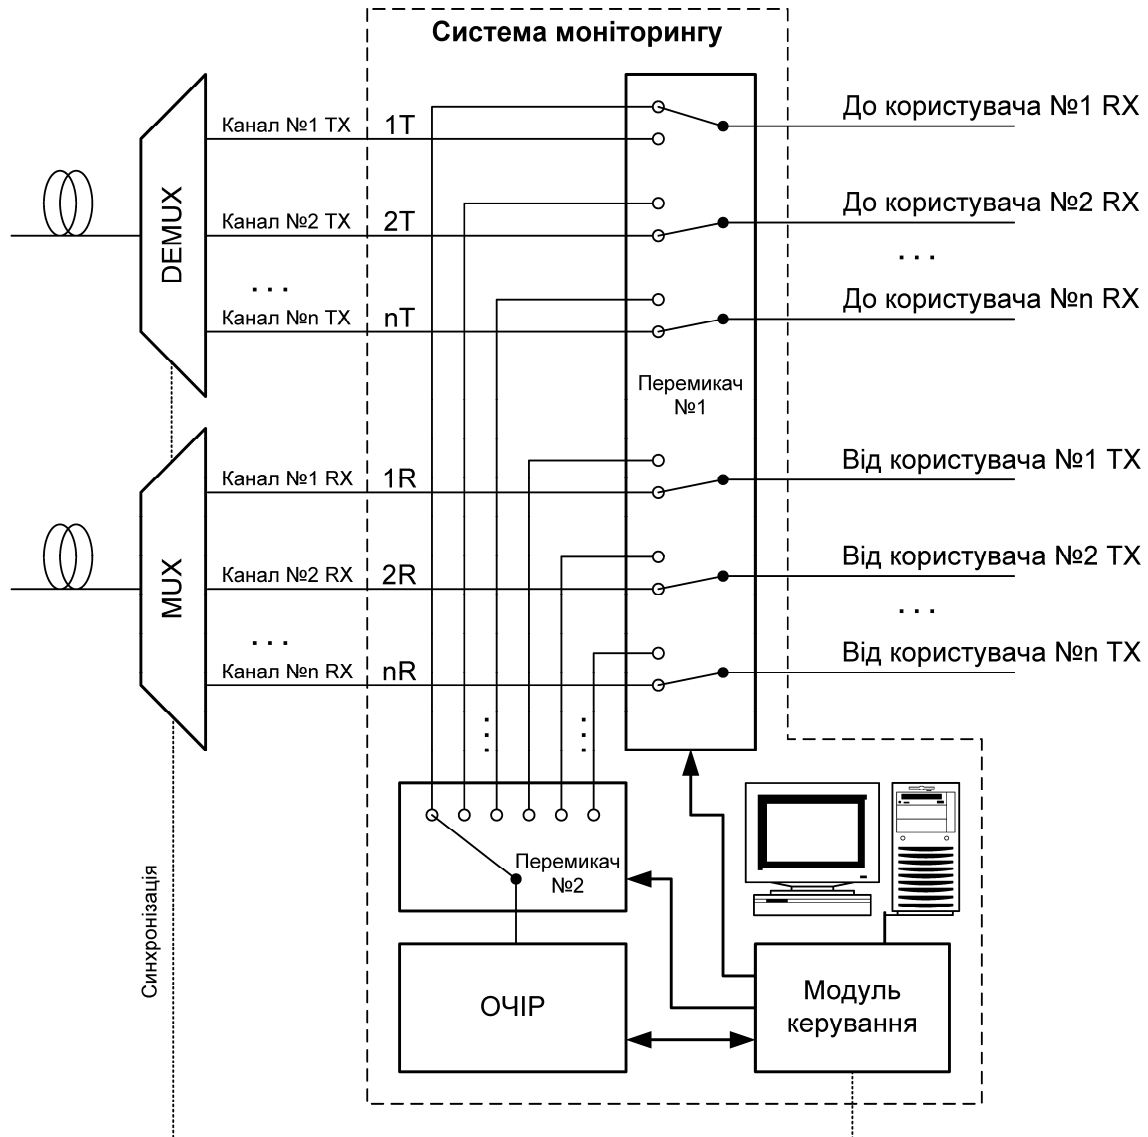 Система моніторингу
До користувача №1 RX
Канал №1 TX
1T
До користувача №2 RX
Канал №2 TX
2T
DEMUX
. . .
. . .
До користувача №n RX
Канал №n TX
nT
Перемикач
№1
Від користувача №1 TX
Канал №1 RX
1R
Від користувача №2 TX
Канал №2 RX
2R
MUX
. . .
. . .
Від користувача №n TX
Канал №n RX
nR
. . .
. . .
Перемикач
№2
Синхронізація
ОЧІР
Модуль
керування